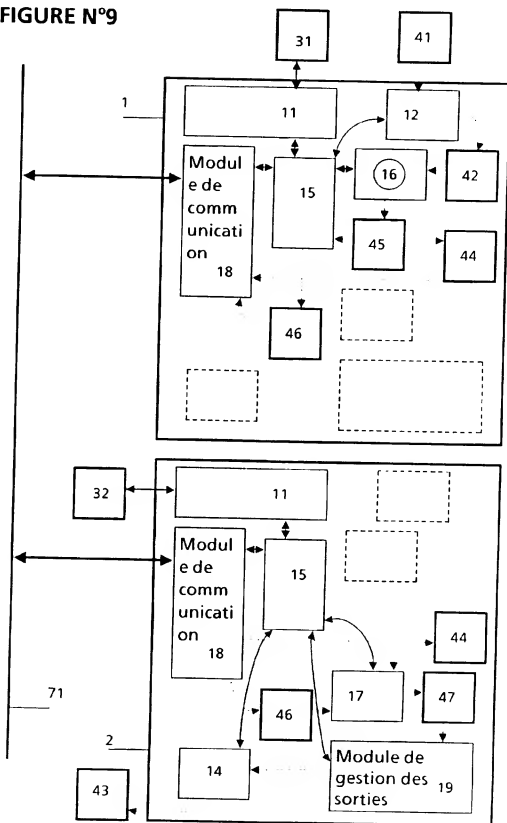 FIGURE N°9
31
41
1
11
12
Modul
e de
comm
unicati
on
18
15
16
42
45
44
46
32
11
Modul
e de
comm
unicati
on
18
15
44
71
46
17
47
2
14
Module de
gestion des
sorties
19
43